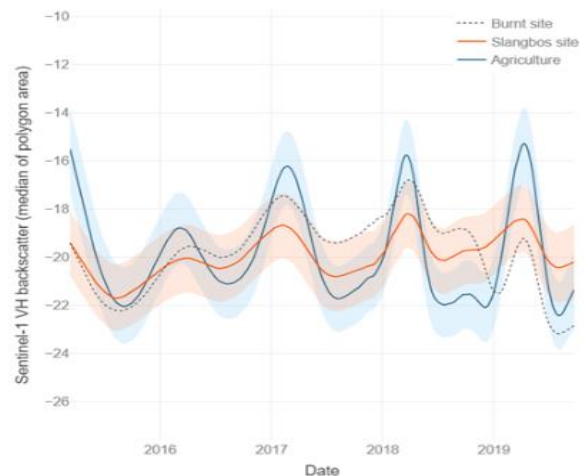 −10
Burnt site
Slangbos site
Agriculture
−12
−14
−16
−18
−20
−22
−24
−26
Sentinel-1 VH backscatter (median of polygon area)
2016
2017
2018
2019
Date